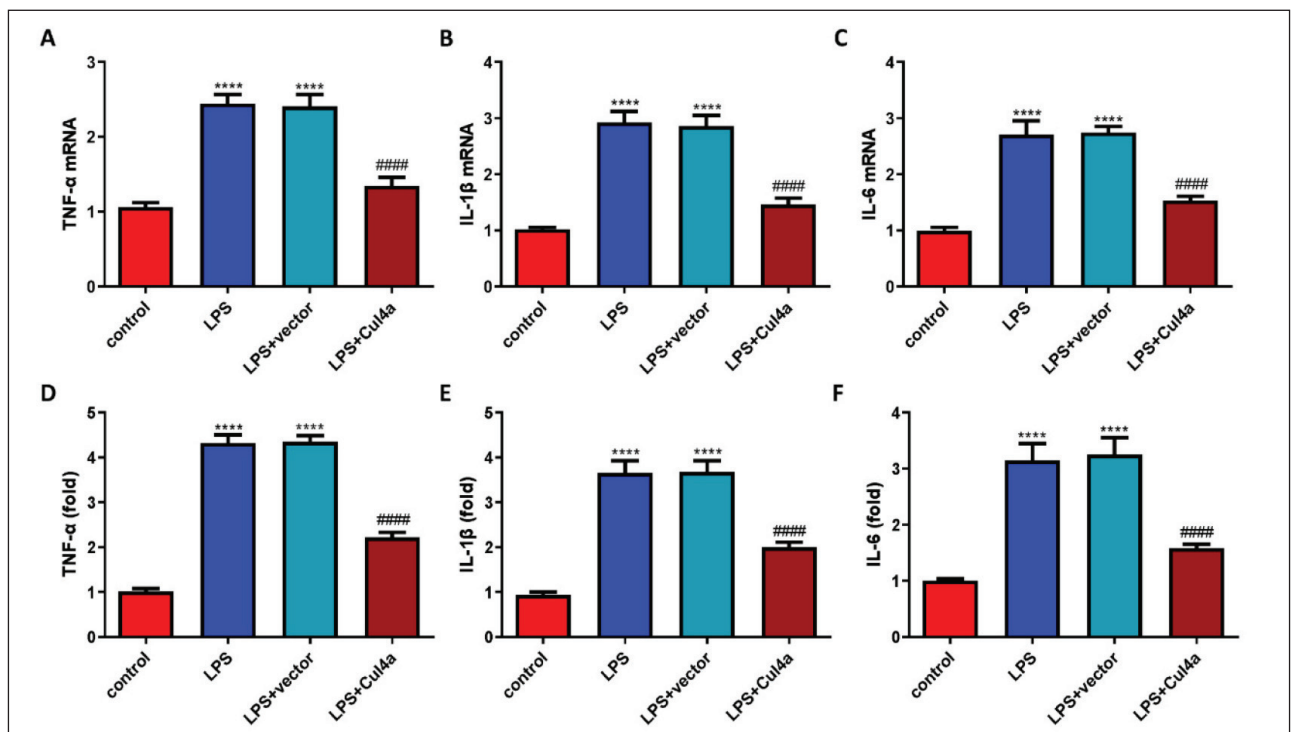 A
TNF-α mRNA
3
2
1
0
****
****
####
control
LPS
LPS+vector
LPS+Cul4a
B
IL-1β mRNA
4
3
2
1
0
****
****
####
control
LPS
LPS+vector
LPS+Cul4a
C
IL-6 mRNA
4
3
2
1
0
****
****
####
control
LPS
LPS+vector
LPS+Cul4a
D
TNF-α (fold)
5
4
3
2
1
0
****
****
####
control
LPS
LPS+vector
LPS+Cul4a
E
IL-1β (fold)
5
4
3
2
1
0
****
****
####
control
LPS
LPS+vector
LPS+Cul4a
F
IL-6 (fold)
4
3
2
1
0
****
****
####
control
LPS
LPS+vector
LPS+Cul4a